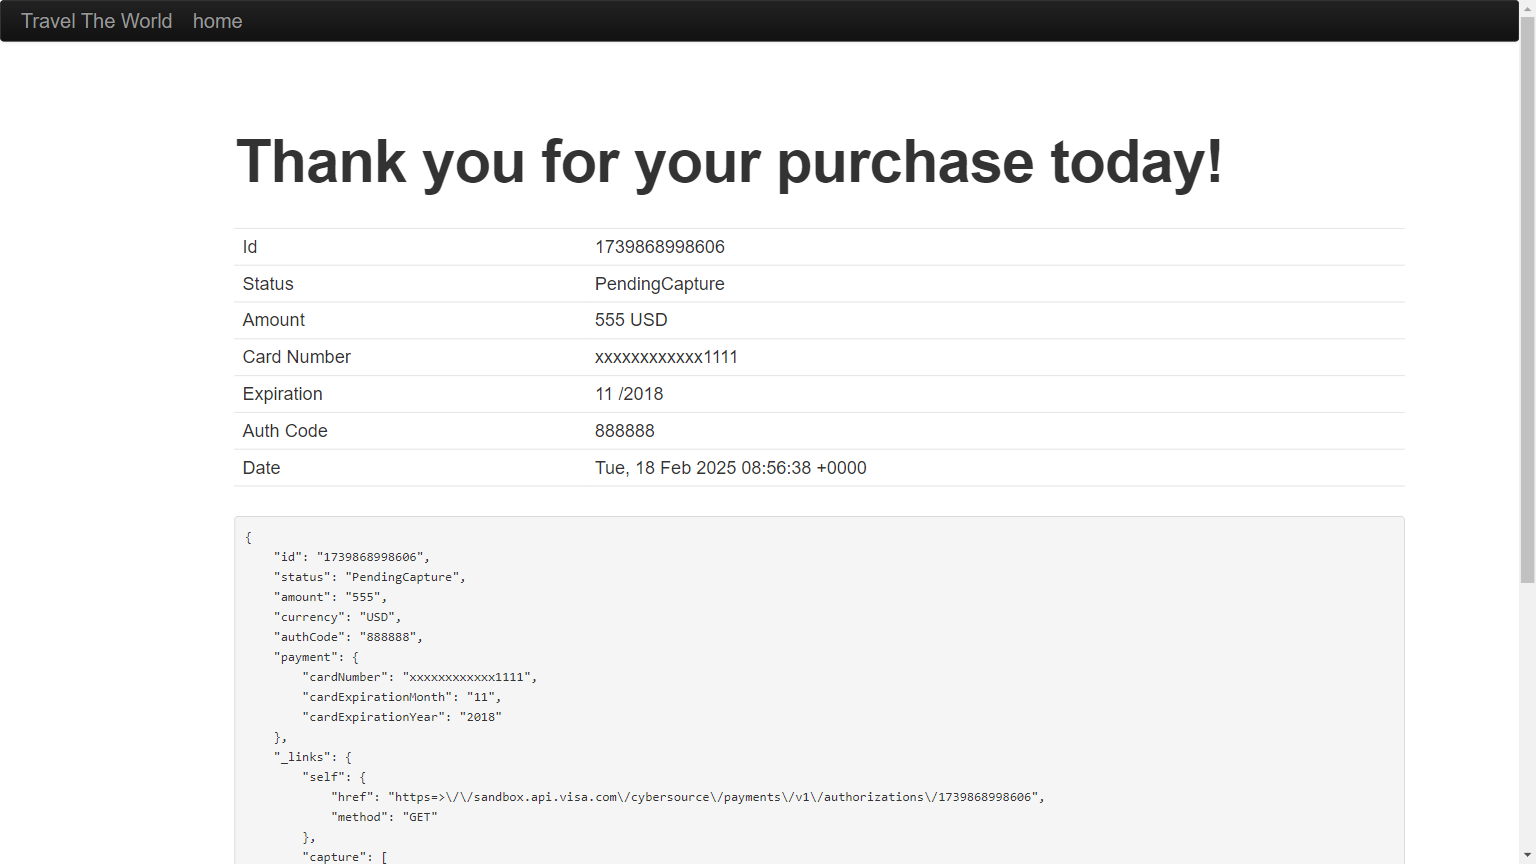 Travel The World home
Thank you for your purchase today!
Id 1739868998606
Status PendingCapture
Amount 555 USD
Card Number xxxxxxxxxxxx1111
Expiration 11 /2018
Auth Code 888888
Date Tue, 18 Feb 2025 08:56:38 +0000
{
"id": "1739868998606",
"status": "PendingCapture",
"amount": "555",
"currency": "USD",
"authCode": "888888",
"payment": {
"cardNumber": "xxxxxxxxxxxx1111",
"cardExpirationMonth": "11",
"cardExpirationYear": "2018"
},
"_links": {
"self": {
"href": "https=>\/\/sandbox.api.visa.com\/cybersource\/payments\/v1\/authorizations\/1739868998606",
"method": "GET"
},
"capture": [